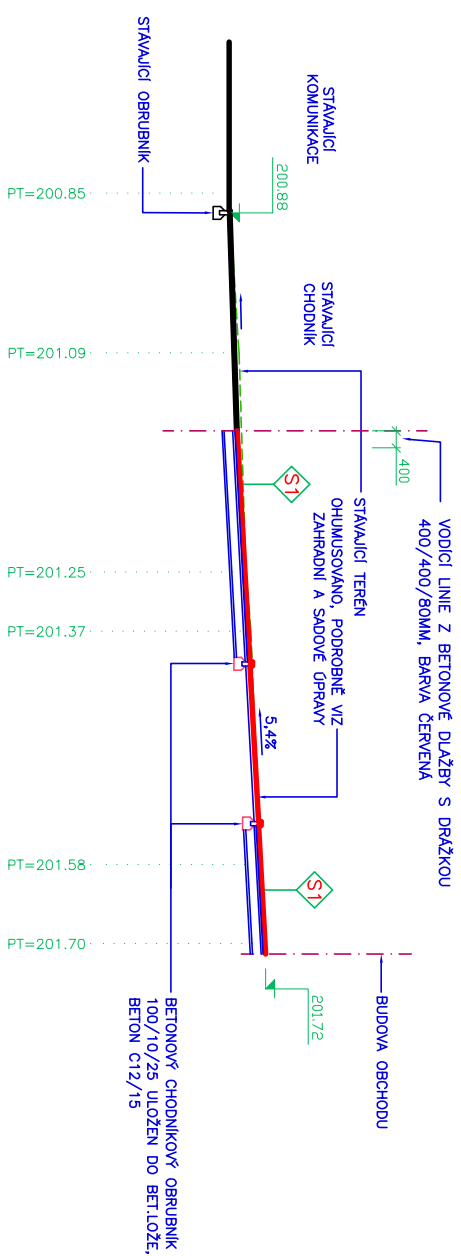 STÁVAJÍCÍ OBRUBNÍK
STÁVAJÍCÍ
KOMUNIKACE
200.88
STÁVAJÍCÍ
CHODNÍK
VODÍCÍ LINIE Z BETONOVÉ DLAŽBY S DRÁŽKOU
400/400/80MM, BARVA ČERVENÁ
400
S1
STÁVAJÍCÍ TERÉN
OHUMUSOVÁNO, PODROBNĚ VIZ
ZAHRADNÍ A SADOVÉ ÚPRAVY
5,4%
S1
201.72
BUDOVA OBCHODU
BETONOVÝ CHODNÍKOVÝ OBRUBNÍK
100/10/25 ULOŽEN DO BET.LOŽE,
BETON C12/15
PT=200.85
PT=201.09
PT=201.25
PT=201.37
PT=201.58
PT=201.70